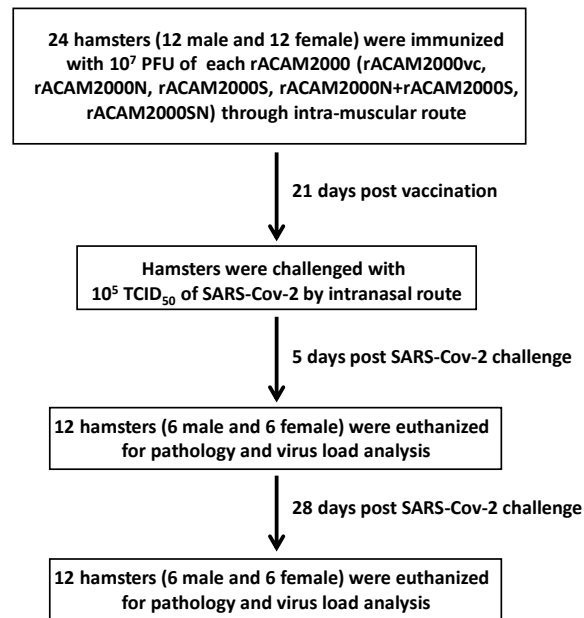 24 hamsters (12 male and 12 female) were immunized
with 10⁷ PFU of each rACAM2000 (rACAM2000vc,
rACAM2000N, rACAM2000S, rACAM2000N+rACAM2000S,
rACAM2000SN) through intra-muscular route
21 days post vaccination
Hamsters were challenged with
10⁵ TCID₅₀ of SARS-Cov-2 by intranasal route
5 days post SARS-Cov-2 challenge
12 hamsters (6 male and 6 female) were euthanized
for pathology and virus load analysis
28 days post SARS-Cov-2 challenge
12 hamsters (6 male and 6 female) were euthanized
for pathology and virus load analysis